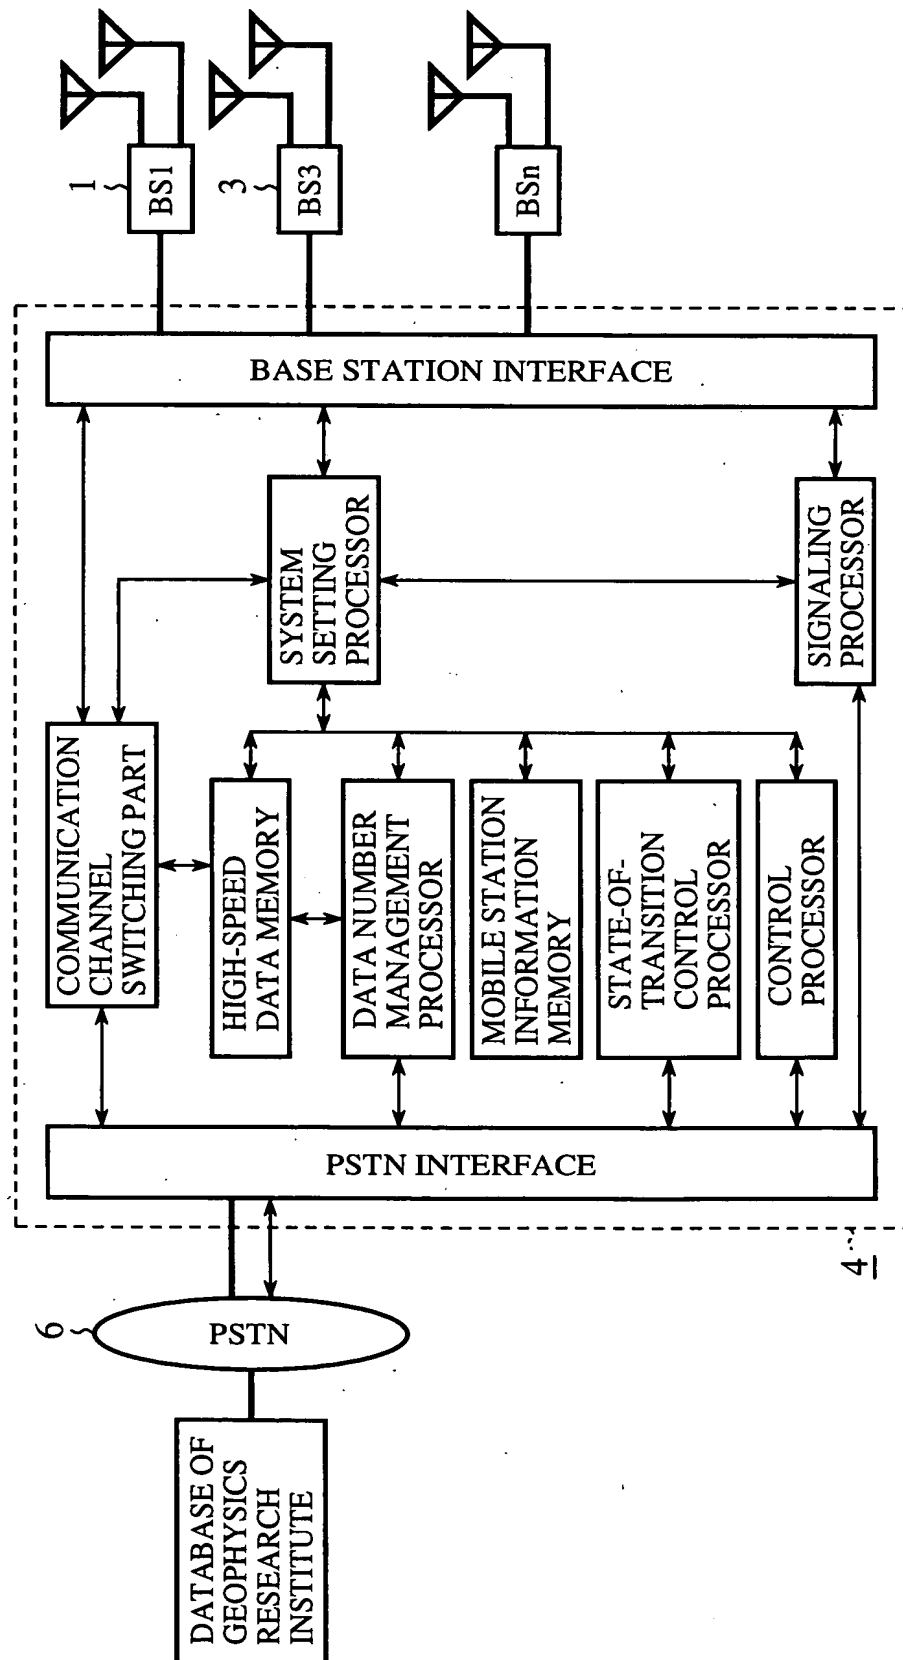 DATABASE OF
GEOPHYSICS
RESEARCH
INSTITUTE
6
PSTN
4
PSTN INTERFACE
COMMUNICATION
CHANNEL
SWITCHING PART
HIGH-SPEED
DATA MEMORY
DATA NUMBER
MANAGEMENT
PROCESSOR
MOBILE STATION
INFORMATION
MEMORY
STATE-OF-
TRANSITION
CONTROL
PROCESSOR
CONTROL
PROCESSOR
SYSTEM
SETTING
PROCESSOR
SIGNALING
PROCESSOR
BASE STATION INTERFACE
1
BS1
3
BS3
BSn